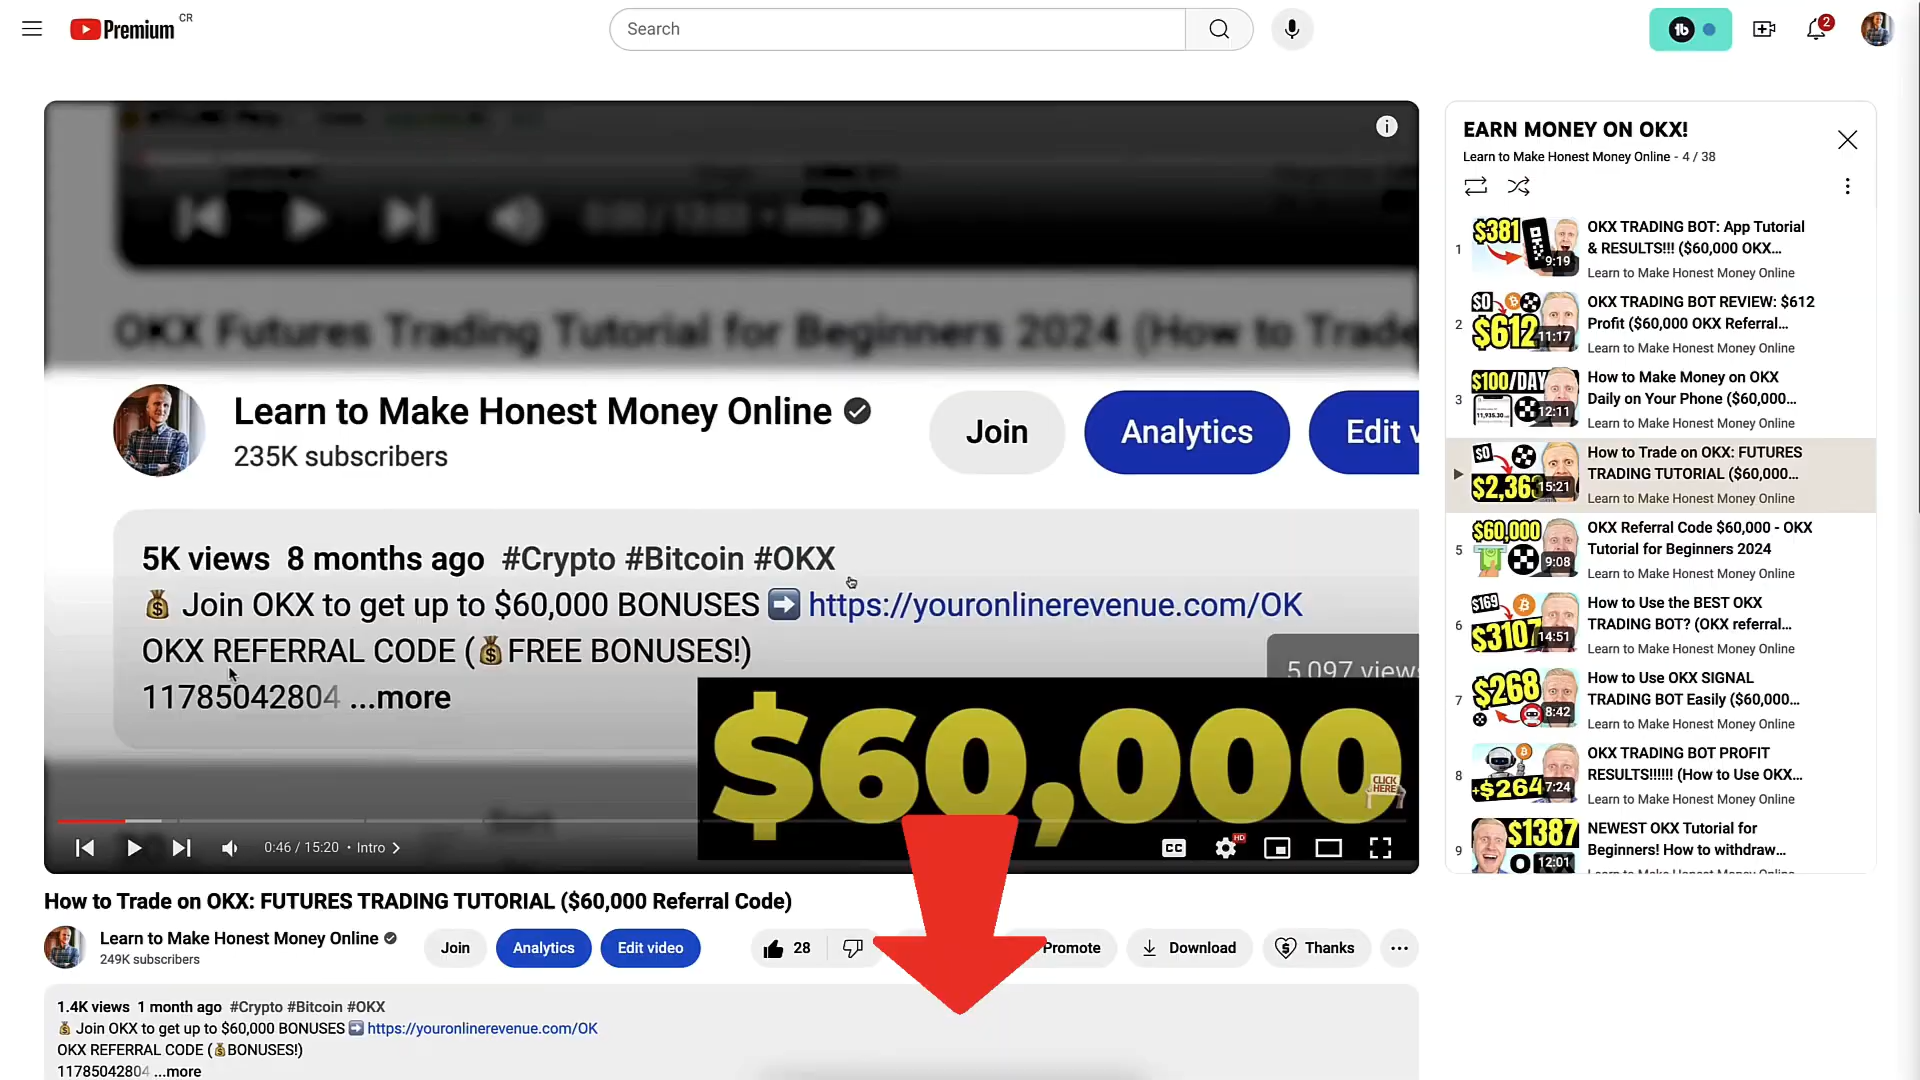 Premium CR
Search
2
OKX Futures Trading Tutorial for Beginners 2024 (How to Trade
Learn to Make Honest Money Online
235K subscribers
Join
Analytics
Edit v
5K views 8 months ago #Crypto #Bitcoin #OKX
💰 Join OKX to get up to $60,000 BONUSES ➡️ https://youronlinerevenue.com/OK
OKX REFERRAL CODE (💰FREE BONUSES!)
11785042804 ...more
5,097 views
$60,000
CLICK HERE
0:46 / 15:20 • Intro
CC
HD
How to Trade on OKX: FUTURES TRADING TUTORIAL ($60,000 Referral Code)
Learn to Make Honest Money Online
249K subscribers
Join
Analytics
Edit video
28
Promote
Download
Thanks
1.4K views 1 month ago #Crypto #Bitcoin #OKX
💰 Join OKX to get up to $60,000 BONUSES ➡️ https://youronlinerevenue.com/OK
OKX REFERRAL CODE (💰BONUSES!)
11785042804 ...more
EARN MONEY ON OKX!
Learn to Make Honest Money Online - 4 / 38
1
$381
9:19
OKX TRADING BOT: App Tutorial
& RESULTS!!! ($60,000 OKX...
Learn to Make Honest Money Online
2
$0
$612
11:17
OKX TRADING BOT REVIEW: $612
Profit ($60,000 OKX Referral...
Learn to Make Honest Money Online
3
$100/DAY
12:11
How to Make Money on OKX
Daily on Your Phone ($60,000...
Learn to Make Honest Money Online
$0
$2,363
15:21
How to Trade on OKX: FUTURES
TRADING TUTORIAL ($60,000...
Learn to Make Honest Money Online
5
$60,000
9:08
OKX Referral Code $60,000 - OKX
Tutorial for Beginners 2024
Learn to Make Honest Money Online
6
$169
$3107
14:51
How to Use the BEST OKX
TRADING BOT? (OKX referral...
Learn to Make Honest Money Online
7
$268
8:42
How to Use OKX SIGNAL
TRADING BOT Easily ($60,000...
Learn to Make Honest Money Online
8
+$264
7:24
OKX TRADING BOT PROFIT
RESULTS!!!!!! (How to Use OKX...
Learn to Make Honest Money Online
9
$1387
12:01
NEWEST OKX Tutorial for
Beginners! How to withdraw...